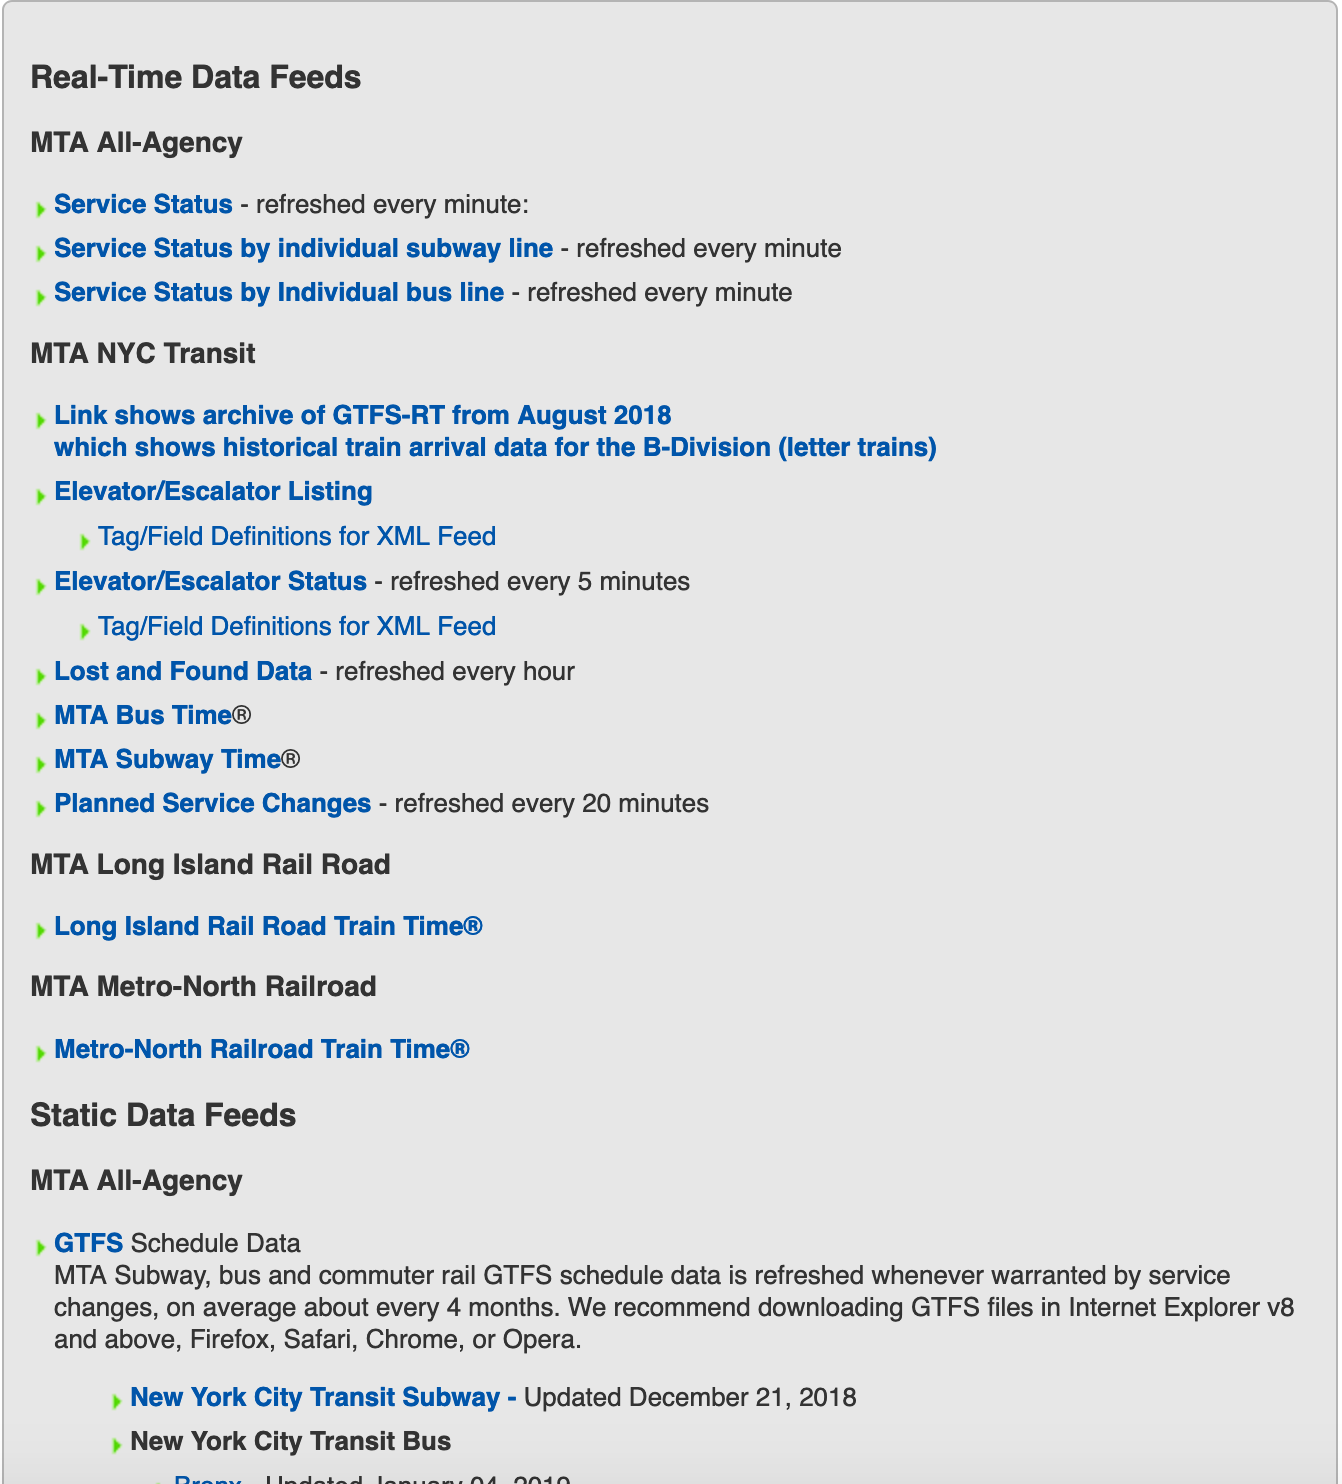 Real-Time Data Feeds
MTA All-Agency
Service Status - refreshed every minute:
Service Status by individual subway line - refreshed every minute
Service Status by Individual bus line - refreshed every minute
MTA NYC Transit
Link shows archive of GTFS-RT from August 2018
which shows historical train arrival data for the B-Division (letter trains)
Elevator/Escalator Listing
Tag/Field Definitions for XML Feed
Elevator/Escalator Status - refreshed every 5 minutes
Tag/Field Definitions for XML Feed
Lost and Found Data - refreshed every hour
MTA Bus Time®
MTA Subway Time®
Planned Service Changes - refreshed every 20 minutes
MTA Long Island Rail Road
Long Island Rail Road Train Time®
MTA Metro-North Railroad
Metro-North Railroad Train Time®
Static Data Feeds
MTA All-Agency
GTFS Schedule Data
MTA Subway, bus and commuter rail GTFS schedule data is refreshed whenever warranted by service
changes, on average about every 4 months. We recommend downloading GTFS files in Internet Explorer v8
and above, Firefox, Safari, Chrome, or Opera.
New York City Transit Subway - Updated December 21, 2018
New York City Transit Bus
Bronx - Updated January 04, 2019